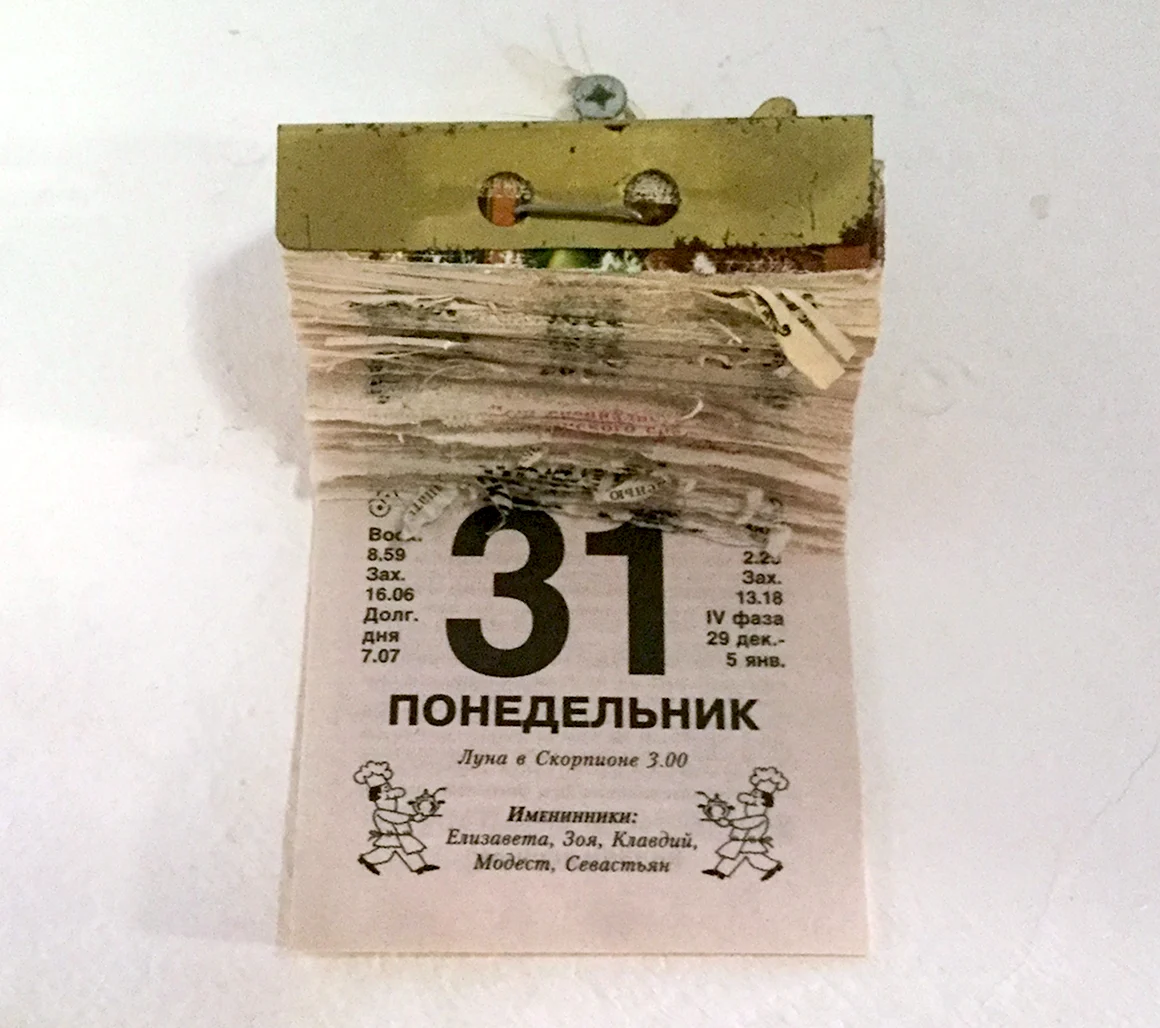 Восх.
8.59
Зах.
16.06
Долг.
дня
7.07
31
Зах.
13.18
IV фаза
29 дек.-
5 янв.
ПОНЕДЕЛЬНИК
Луна в Скорпионе 3.00
Именинники:
Елизавета, Зоя, Клавдий,
Модест, Севастьян